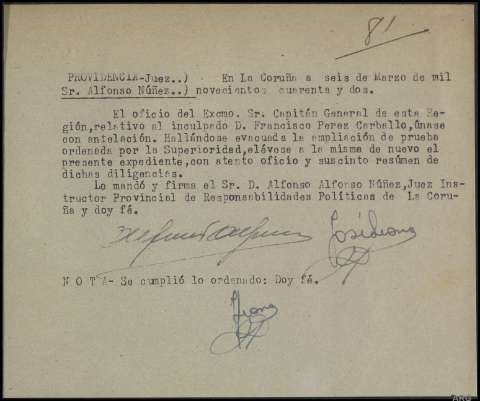 81
PROVIDENCIA-Juez..) En La Coruña a seis de Marzo de mil
Sr. Alfonso Núñez..) novecientos cuarenta y dos.
El oficio del Excmo. Sr. Capitán General de esta Re-
gión,relativo al inculpado D. Francisco Perez Carballo,únase
con antelación. Hallándose evacuada la ampliación de prueba
ordenada por la Superioridad,elévose a la misma de nuevo el
presente expediente,con atento oficio y suscinto resúmen de
dichas diligencias.
Lo mandó y firma el Sr. D. Alfonso Alfonso Núñez,Juez Ins-
tructor Provincial de Responsabilidades Políticas de La Coru-
ña y doy fé.
N O T A- Se cumplió lo ordenado: Doy fé.